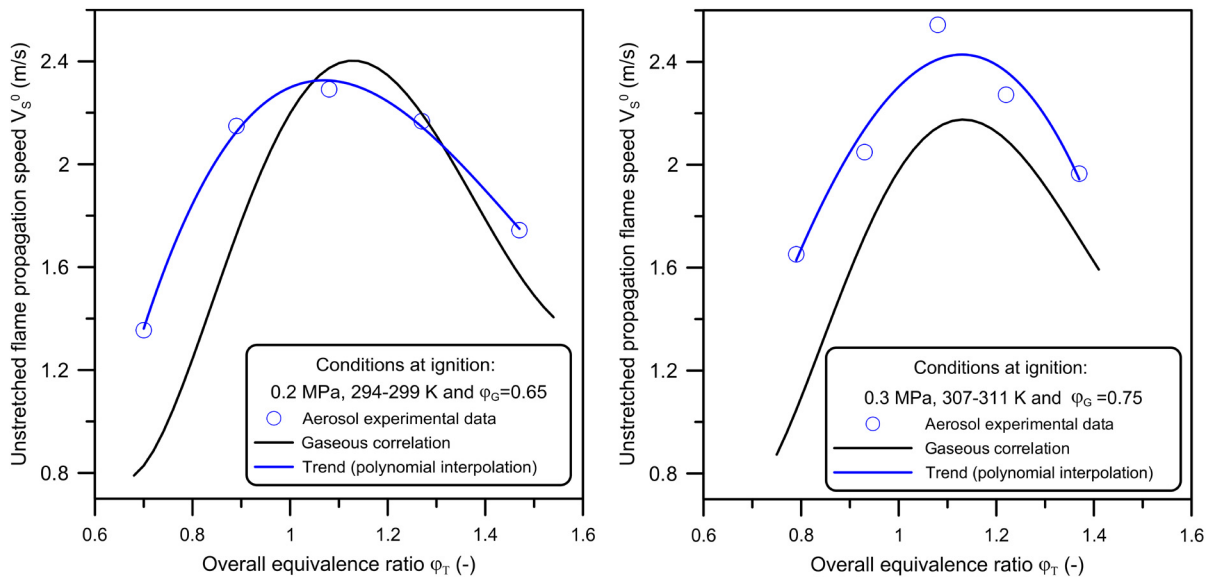 Unstretched flame propagation speed V_S^0 (m/s)
2.4
2
1.6
1.2
0.8
0.6 0.8 1 1.2 1.4 1.6
Overall equivalence ratio φ_T (-)
Conditions at ignition:
0.2 MPa, 294-299 K and φ_G=0.65
Aerosol experimental data
Gaseous correlation
Trend (polynomial interpolation)
Unstretched propagation flame speed V_S^0 (m/s)
2.4
2
1.6
1.2
0.8
0.6 0.8 1 1.2 1.4 1.6
Overall equivalence ratio φ_T (-)
Conditions at ignition:
0.3 MPa, 307-311 K and φ_G =0.75
Aerosol experimental data
Gaseous correlation
Trend (polynomial interpolation)